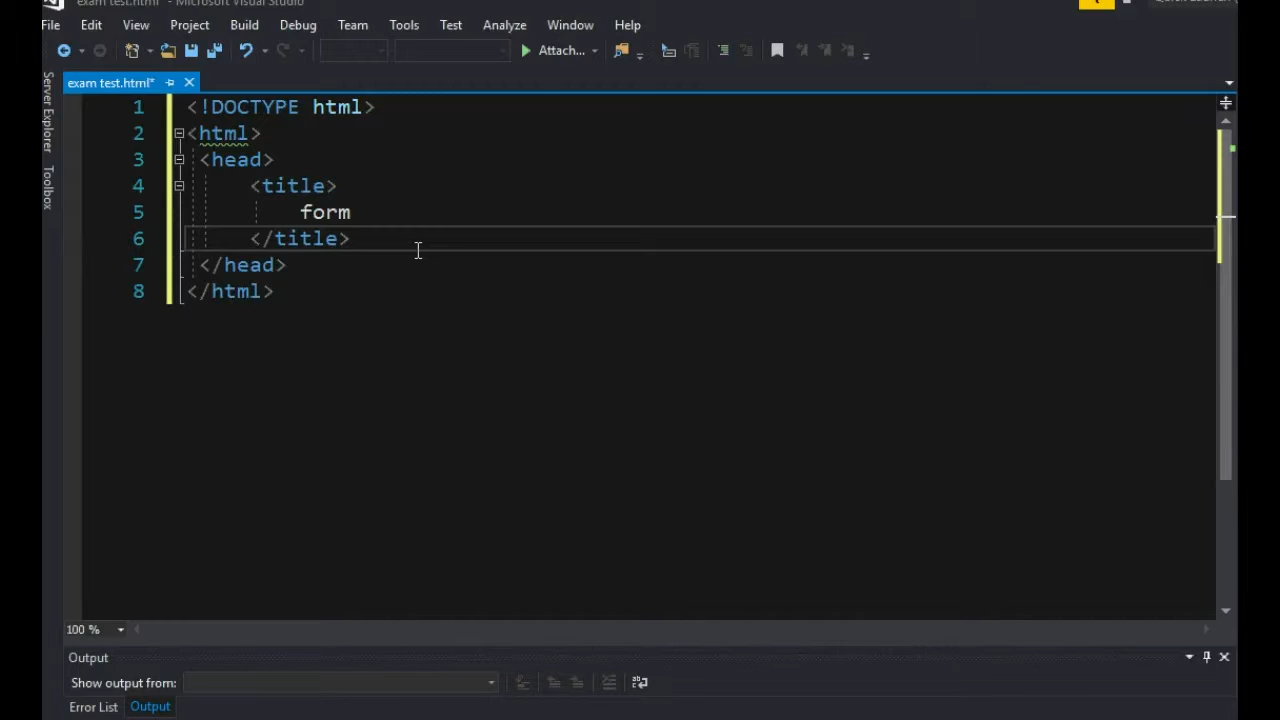 exam test.html - Microsoft Visual Studio
File Edit View Project Build Debug Team Tools Test Analyze Window Help
Attach...
Server Explorer
Toolbox
exam test.html*
1 <!DOCTYPE html>
2 <html>
3 <head>
4 <title>
5 form
6 </title>
7 </head>
8 </html>
100 %
Output
Show output from:
Error List Output